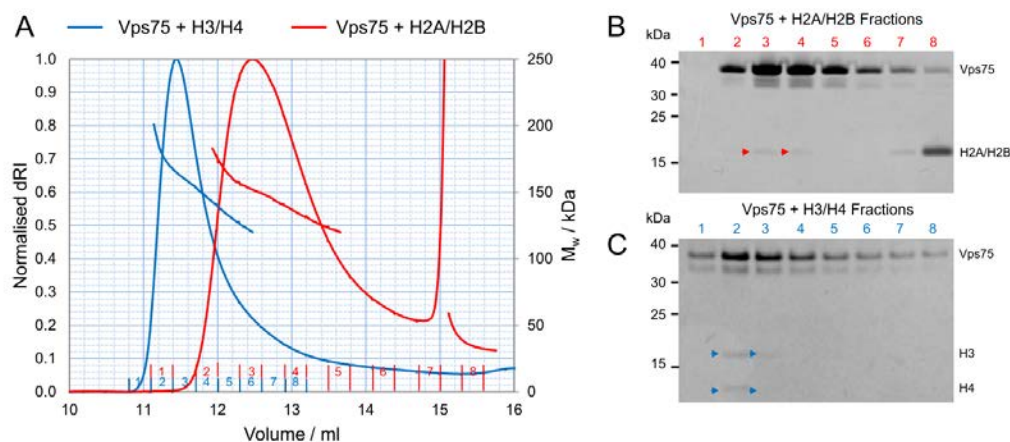 A
Vps75 + H3/H4
Vps75 + H2A/H2B
Normalised dRI
1.0
0.9
0.8
0.7
0.6
0.5
0.4
0.3
0.2
0.1
0.0
250
200
150
100
50
0
M_w / kDa
1 2 3 4 5 6 7 8
1 2 3 4 5 6 7 8
10 11 12 13 14 15 16
Volume / ml
B
Vps75 + H2A/H2B Fractions
kDa
1 2 3 4 5 6 7 8
40
30
25
15
Vps75
H2A/H2B
C
Vps75 + H3/H4 Fractions
kDa
1 2 3 4 5 6 7 8
40
30
15
Vps75
H3
H4